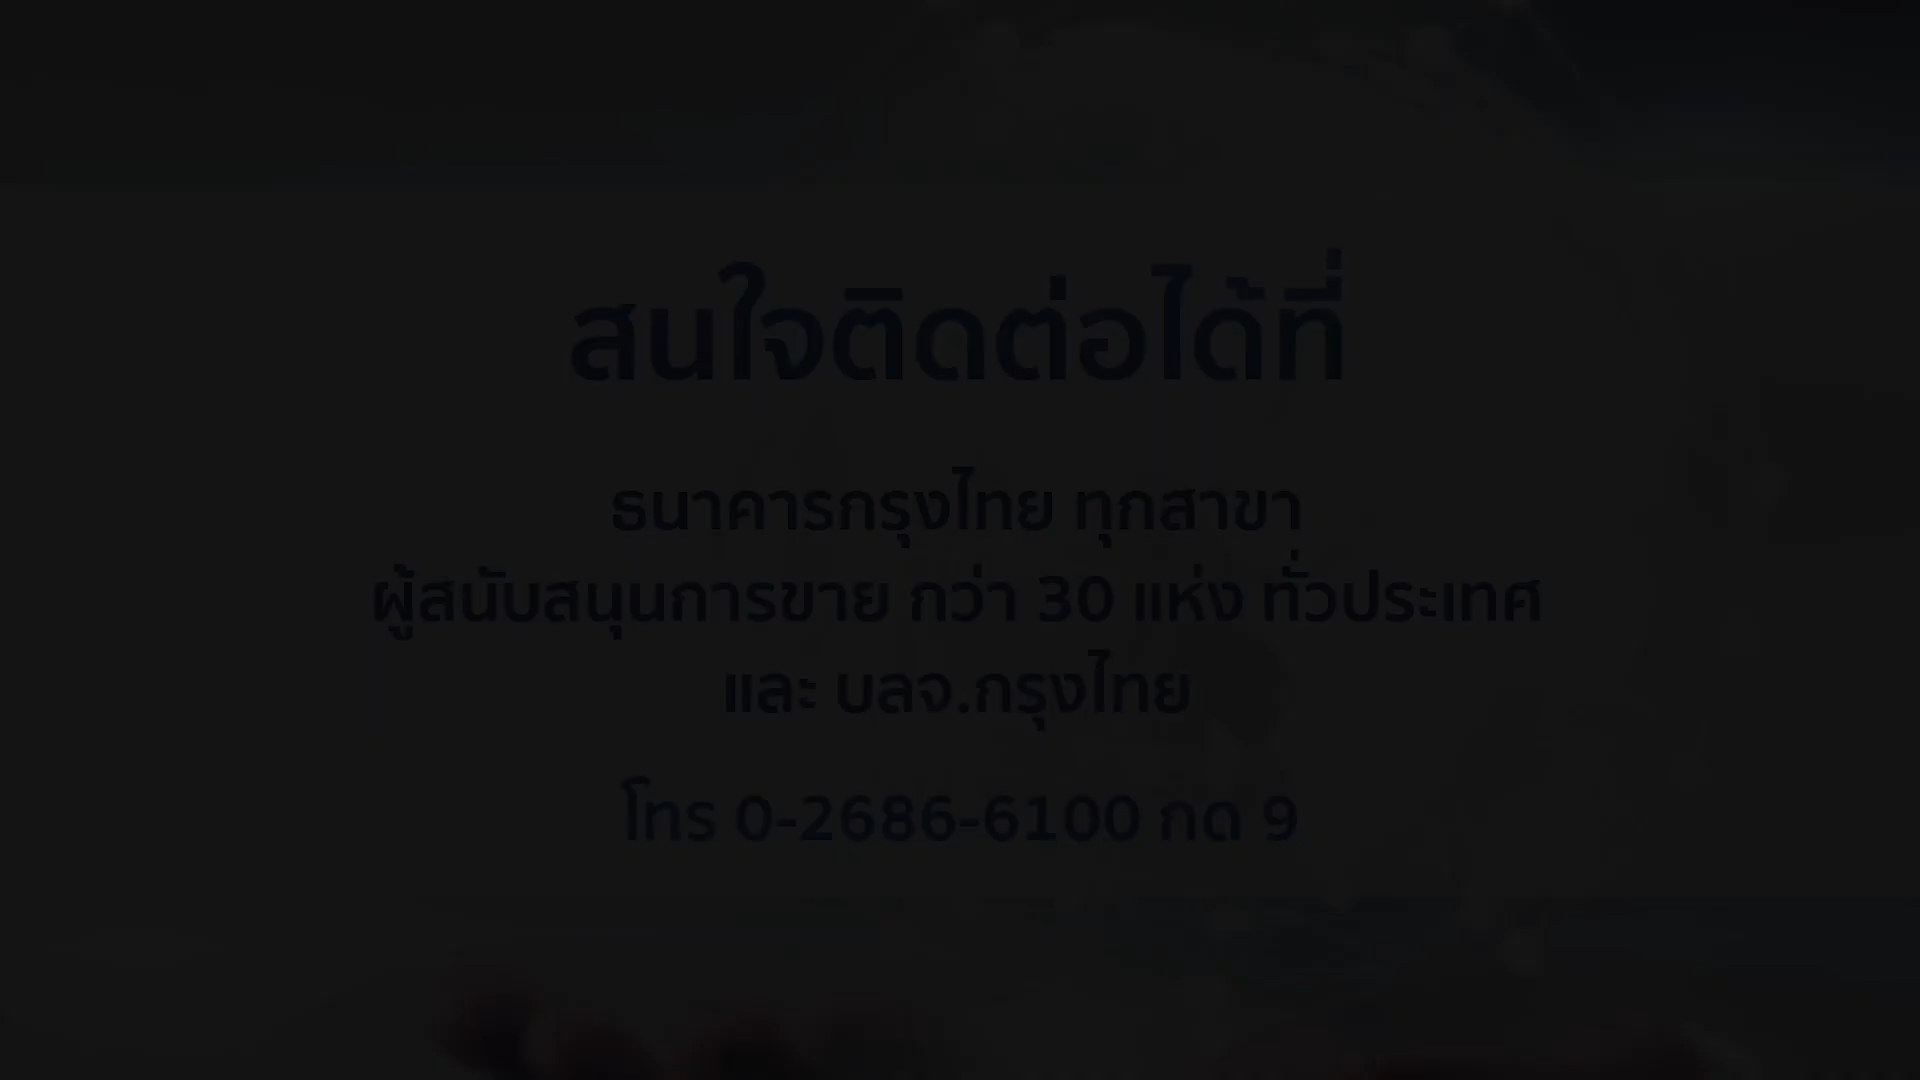 สนใจติดต่อได้ที่
ธนาคารกรุงไทย ทุกสาขา
ผู้สนับสนุนการขาย กว่า 30 แห่ง ทั่วประเทศ
และ บลจ.กรุงไทย
โทร 0-2686-6100 กด 9